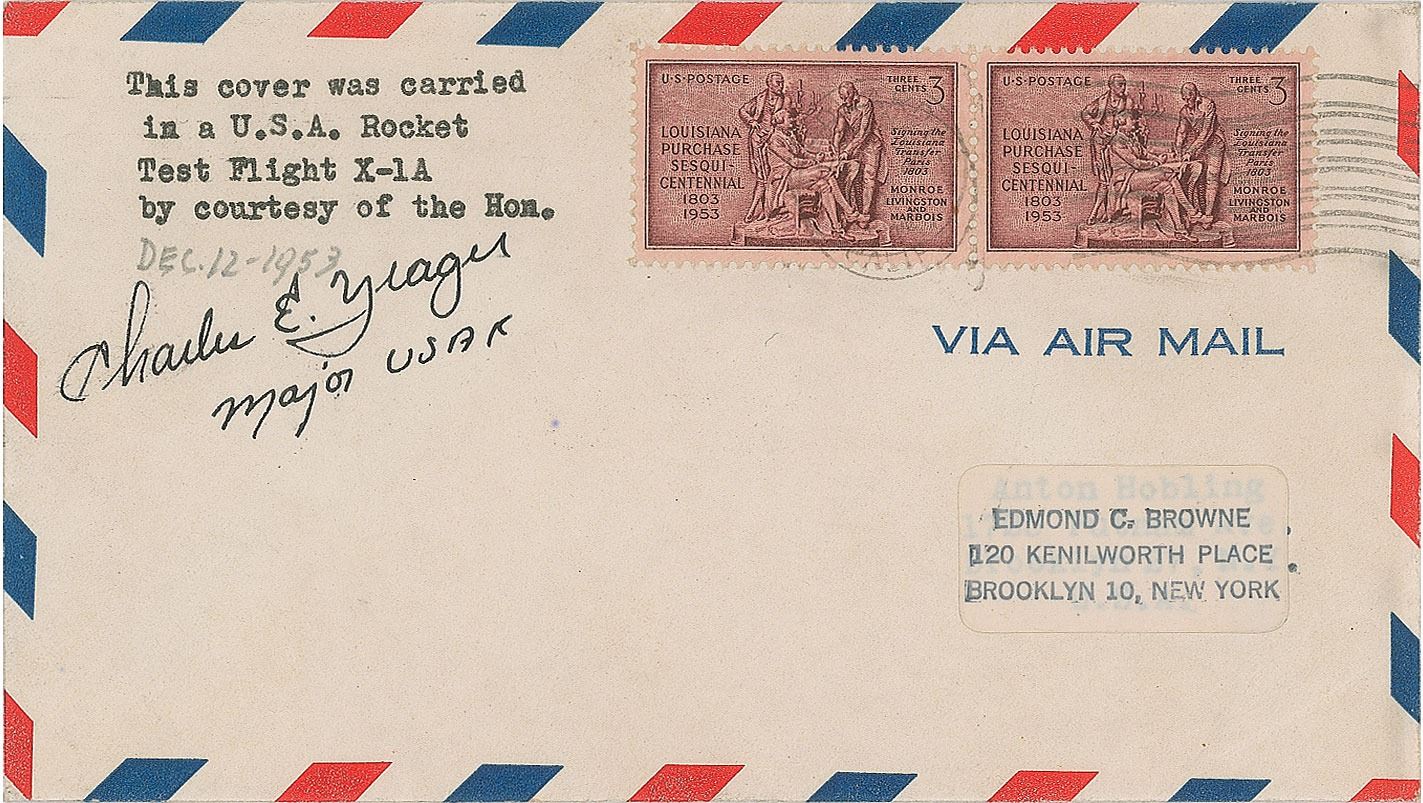 This cover was carried
in a U.S.A. Rocket
Test Flight X-1A
by courtesy of the Hon.
DEC. 12-1953
Charles E. Yeager
Major USAF
U·S·POSTAGE
THREE CENTS 3
LOUISIANA
PURCHASE
SESQUI-
CENTENNIAL
1803
1953
Signing the
Louisiana
Transfer
Paris
1803
MONROE
LIVINGSTON
AND
MARBOIS
U·S·POSTAGE
THREE CENTS 3
LOUISIANA
PURCHASE
SESQUI-
CENTENNIAL
1803
1953
Signing the
Louisiana
Transfer
Paris
1803
MONROE
LIVINGSTON
AND
MARBOIS
CALIF
VIA AIR MAIL
Anton Hobling
EDMOND C. BROWNE
120 KENILWORTH PLACE
BROOKLYN 10, NEW YORK
U.S.A.